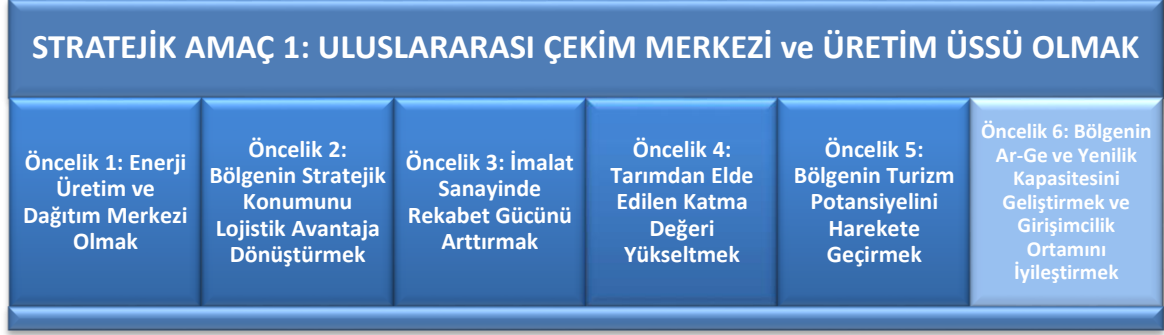 STRATEJİK AMAÇ 1: ULUSLARARASI ÇEKİM MERKEZİ ve ÜRETİM ÜSSÜ OLMAK
Öncelik 1: Enerji
Üretim ve
Dağıtım Merkezi
Olmak
Öncelik 2:
Bölgenin Stratejik
Konumunu
Lojistik Avantaja
Dönüştürmek
Öncelik 3: İmalat
Sanayinde
Rekabet Gücünü
Arttırmak
Öncelik 4:
Tarımdan Elde
Edilen Katma
Değeri
Yükseltmek
Öncelik 5:
Bölgenin Turizm
Potansiyelini
Harekete
Geçirmek
Öncelik 6: Bölgenin
Ar-Ge ve Yenilik
Kapasitesini
Geliştirmek ve
Girişimcilik
Ortamını
İyileştirmek